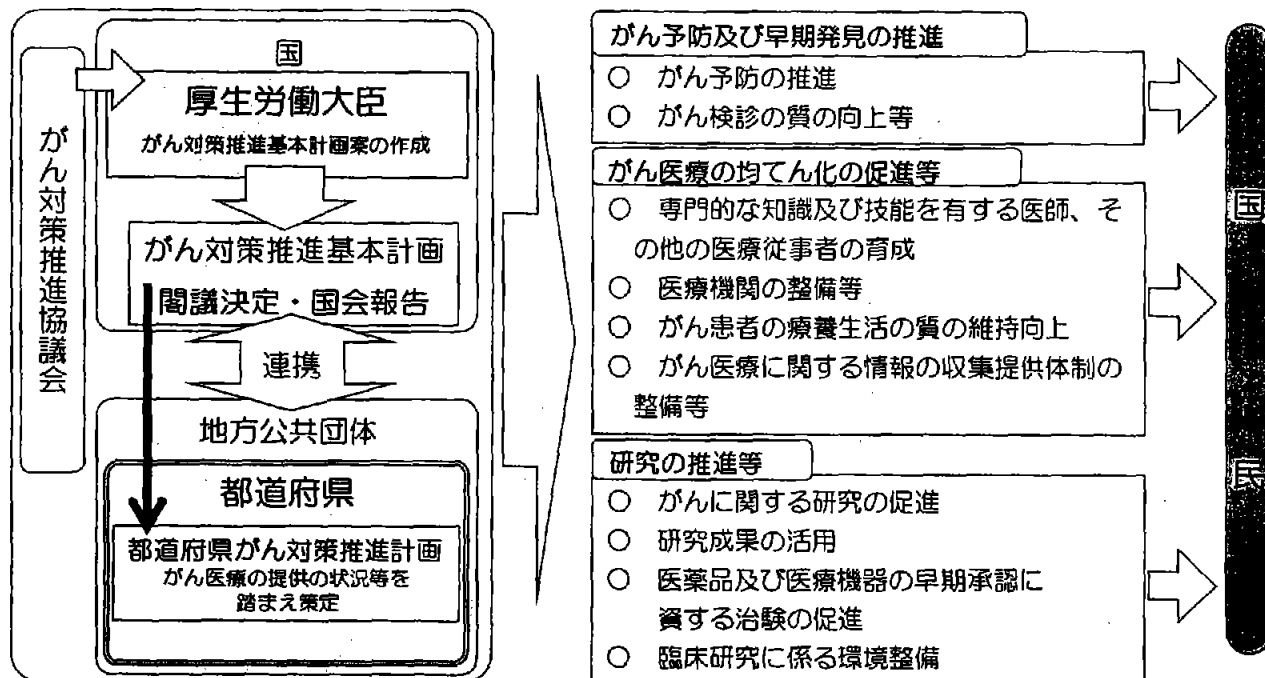 がん対策推進協議会
国
厚生労働大臣
がん対策推進基本計画案の作成
がん対策推進基本計画
閣議決定・国会報告
連携
地方公共団体
都道府県
都道府県がん対策推進計画
がん医療の提供の状況等を
踏まえ策定
がん予防及び早期発見の推進
○ がん予防の推進
○ がん検診の質の向上等
がん医療の均てん化の促進等
○ 専門的な知識及び技能を有する医師、そ
の他の医療従事者の育成
○ 医療機関の整備等
○ がん患者の療養生活の質の維持向上
○ がん医療に関する情報の収集提供体制の
整備等
研究の推進等
○ がんに関する研究の促進
○ 研究成果の活用
○ 医薬品及び医療機器の早期承認に
資する治験の促進
○ 臨床研究に係る環境整備
国民